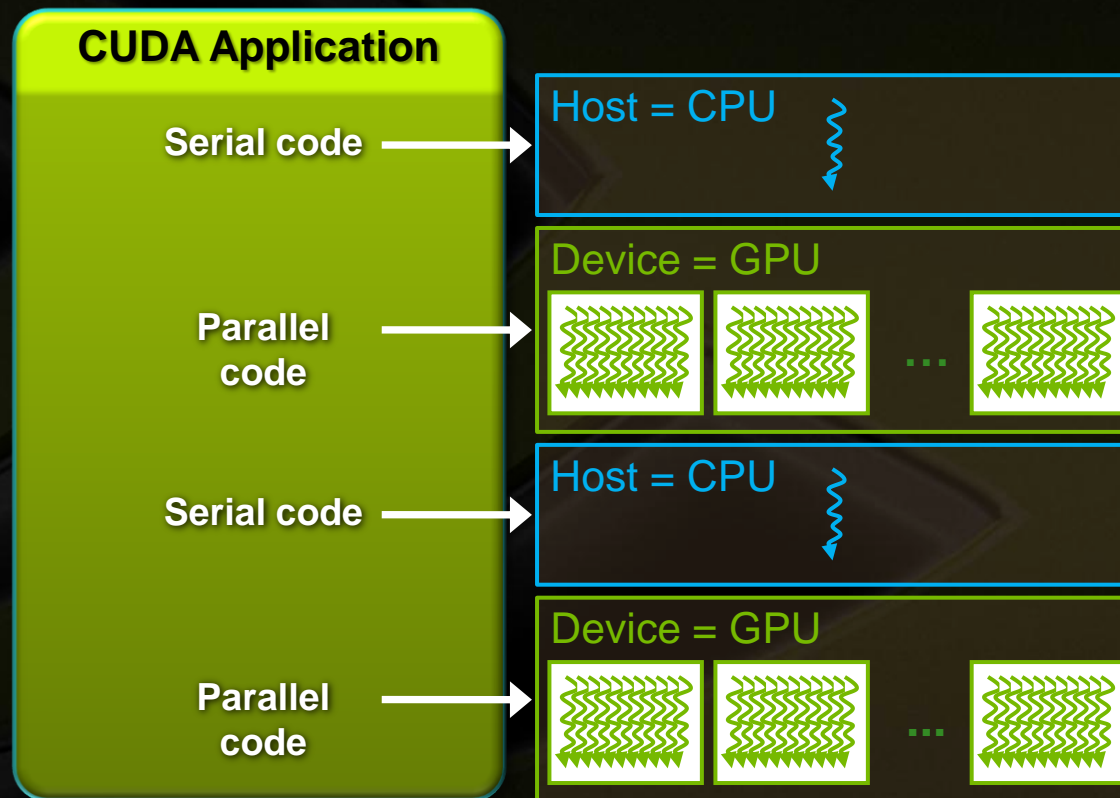 CUDA Application
Serial code
Host = CPU
Parallel
code
Device = GPU
...
Serial code
Host = CPU
Parallel
code
Device = GPU
...